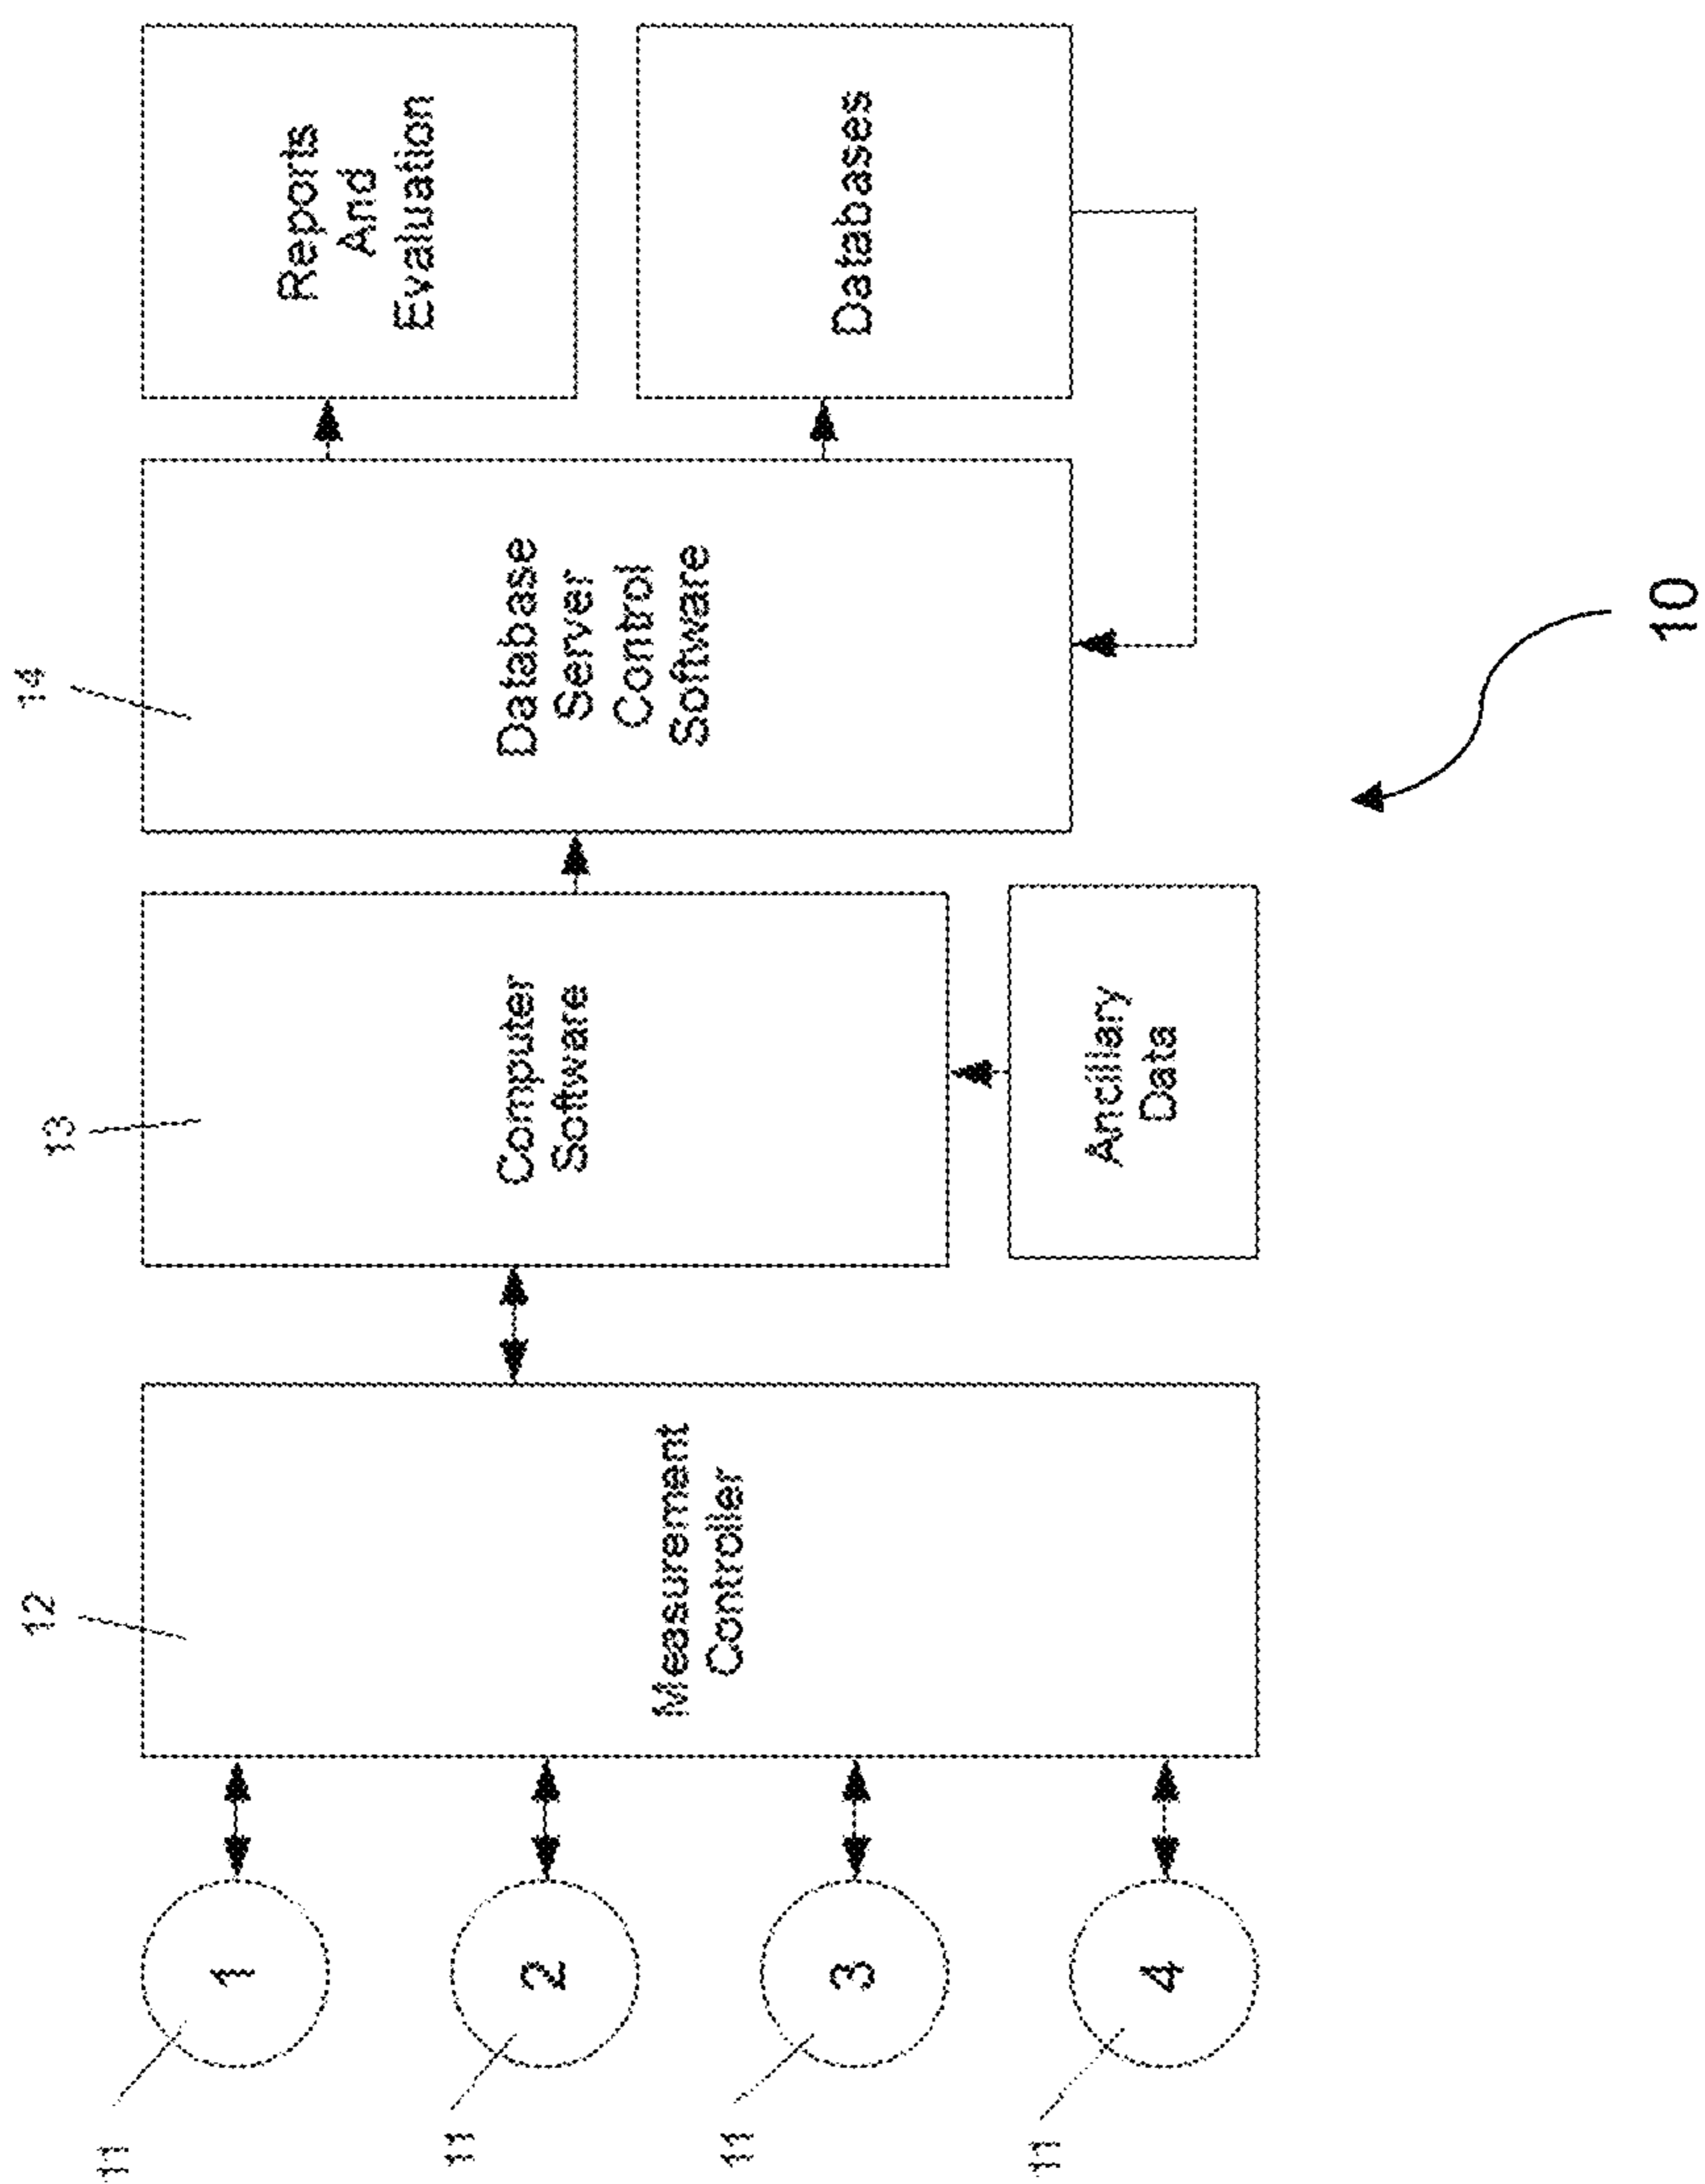 11
11
11
11
1
2
3
4
12
Measurement
Controller
13
Computer
Software
Ancillary
Data
14
Database
Server
Control
Software
Reports
And
Evaluation
Databases
10